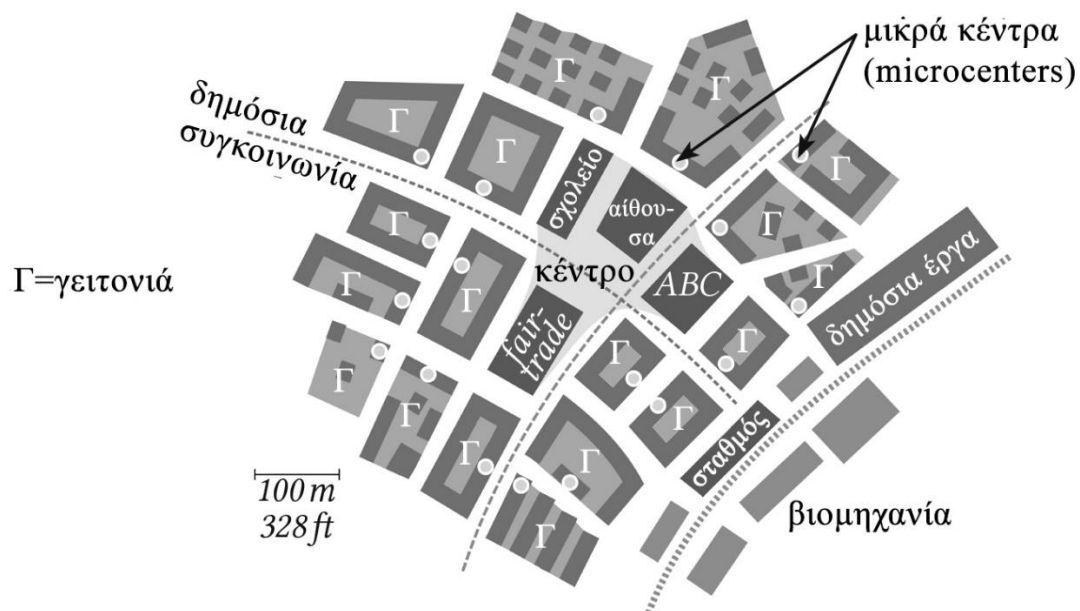 μικρά κέντρα
(microcenters)
Γ
Γ
δημόσια
συγκοινωνία
Γ
Γ
σχολείο
Γ
αίθου-
σα
Γ
Γ
Γ=γειτονιά
Γ
Γ
κέντρο
ABC
Γ
δημόσια έργα
fair-
trade
Γ
Γ
Γ
Γ
Γ
Γ
σταθμός
Γ
Γ
100 m
328 ft
βιομηχανία
Γ